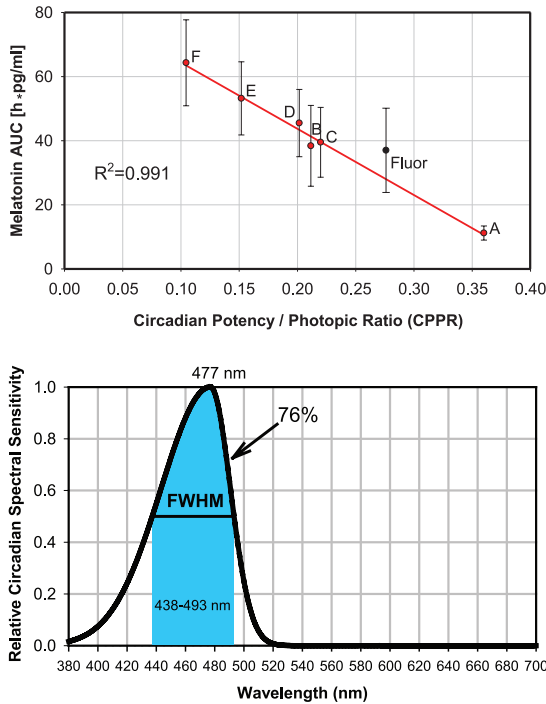 Melatonin AUC [h*pg/ml]
80
60
40
20
0
F
E
D
B
C
Fluor
A
R²=0.991
0.00 0.05 0.10 0.15 0.20 0.25 0.30 0.35 0.40
Circadian Potency / Photopic Ratio (CPPR)
Relative Circadian Spectral Sensitivity
477 nm
1.0
0.8
0.6
0.4
0.2
0.0
76%
FWHM
438-493 nm
380 400 420 440 460 480 500 520 540 560 580 600 620 640 660 680 700
Wavelength (nm)